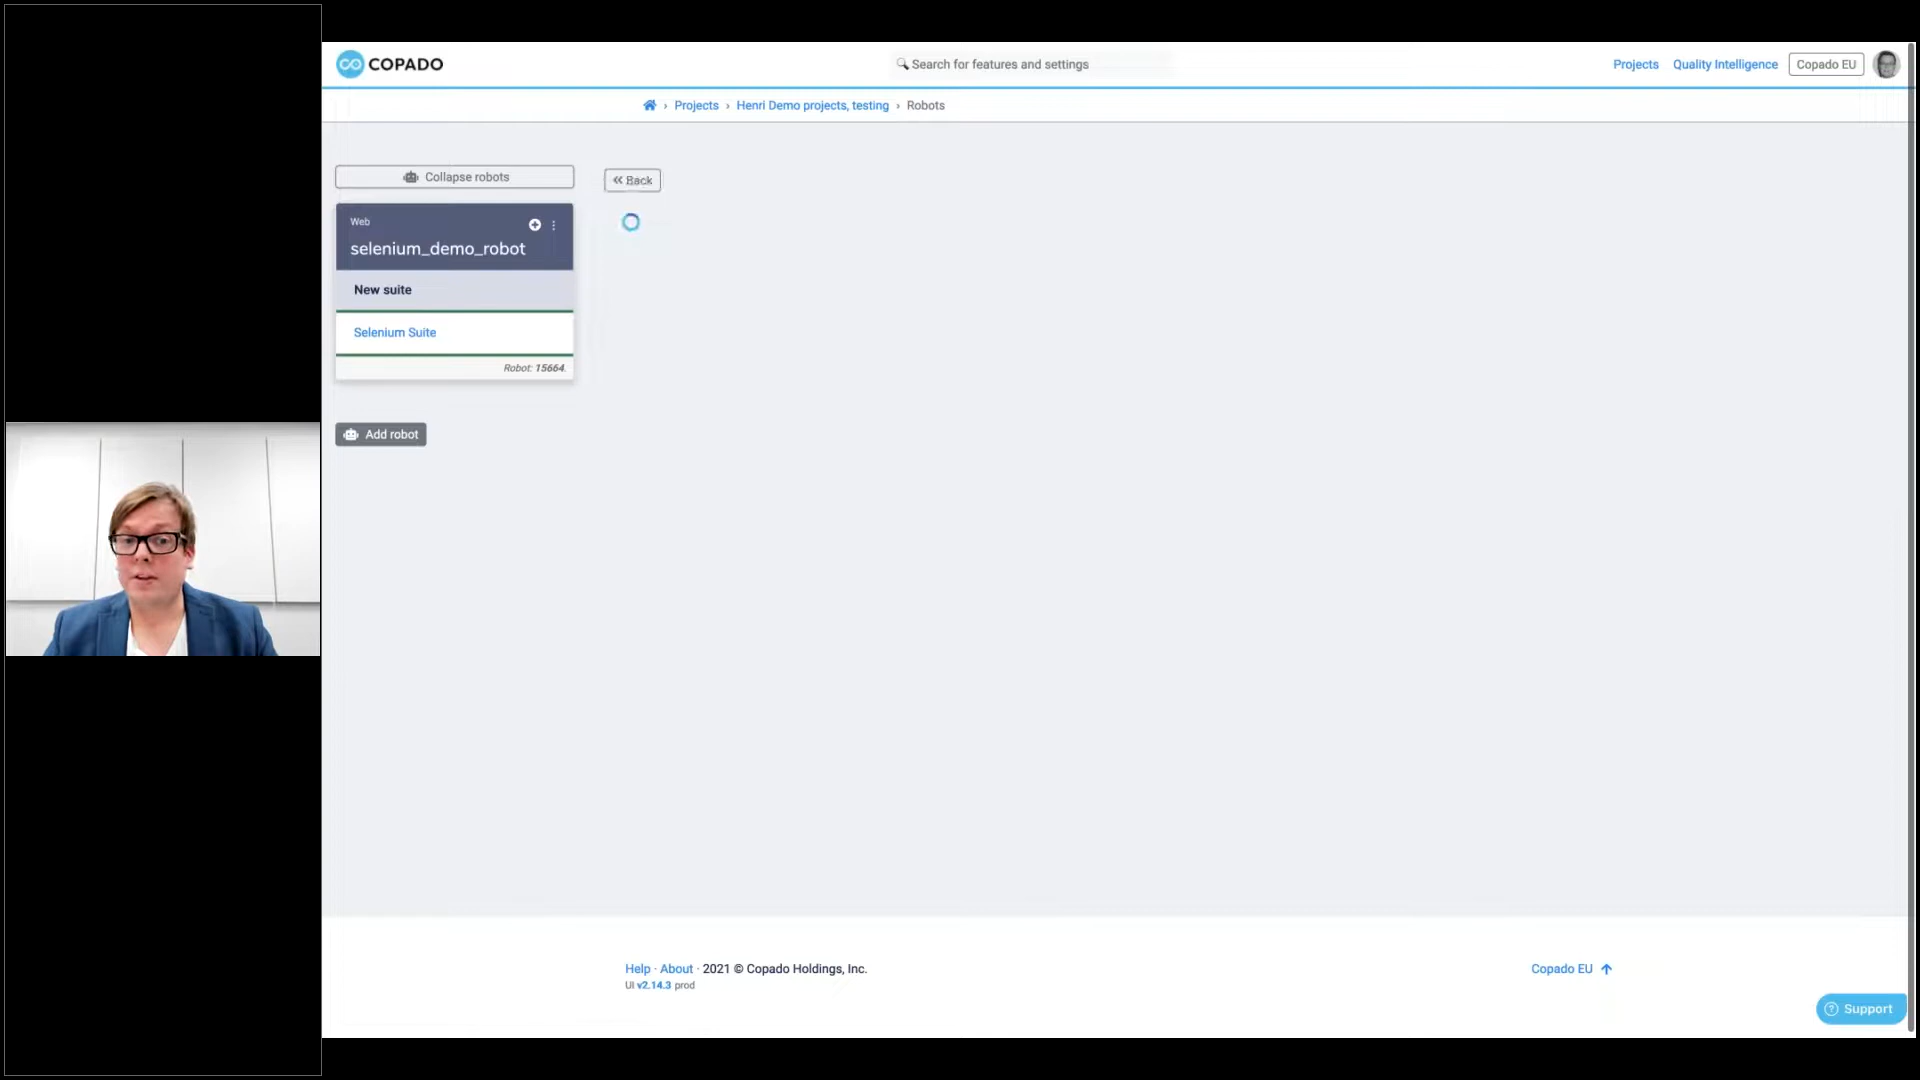 COPADO
Search for features and settings
Projects
Quality Intelligence
Copado EU
› Projects › Henri Demo projects, testing › Robots
Collapse robots
« Back
Web
selenium_demo_robot
New suite
Selenium Suite
Robot: 15664.
Add robot
Help · About · 2021 © Copado Holdings, Inc.
UI v2.14.3 prod
Copado EU
Support